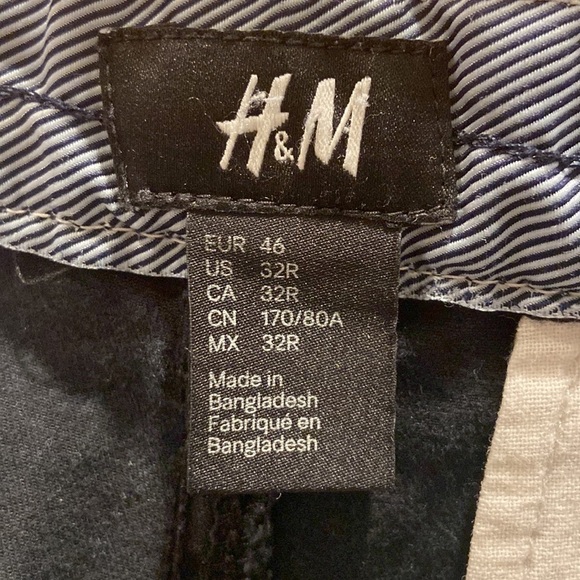 H&M
EUR 46
US 32R
CA 32R
CN 170/80A
MX 32R
Made in
Bangladesh
Fabriqué en
Bangladesh